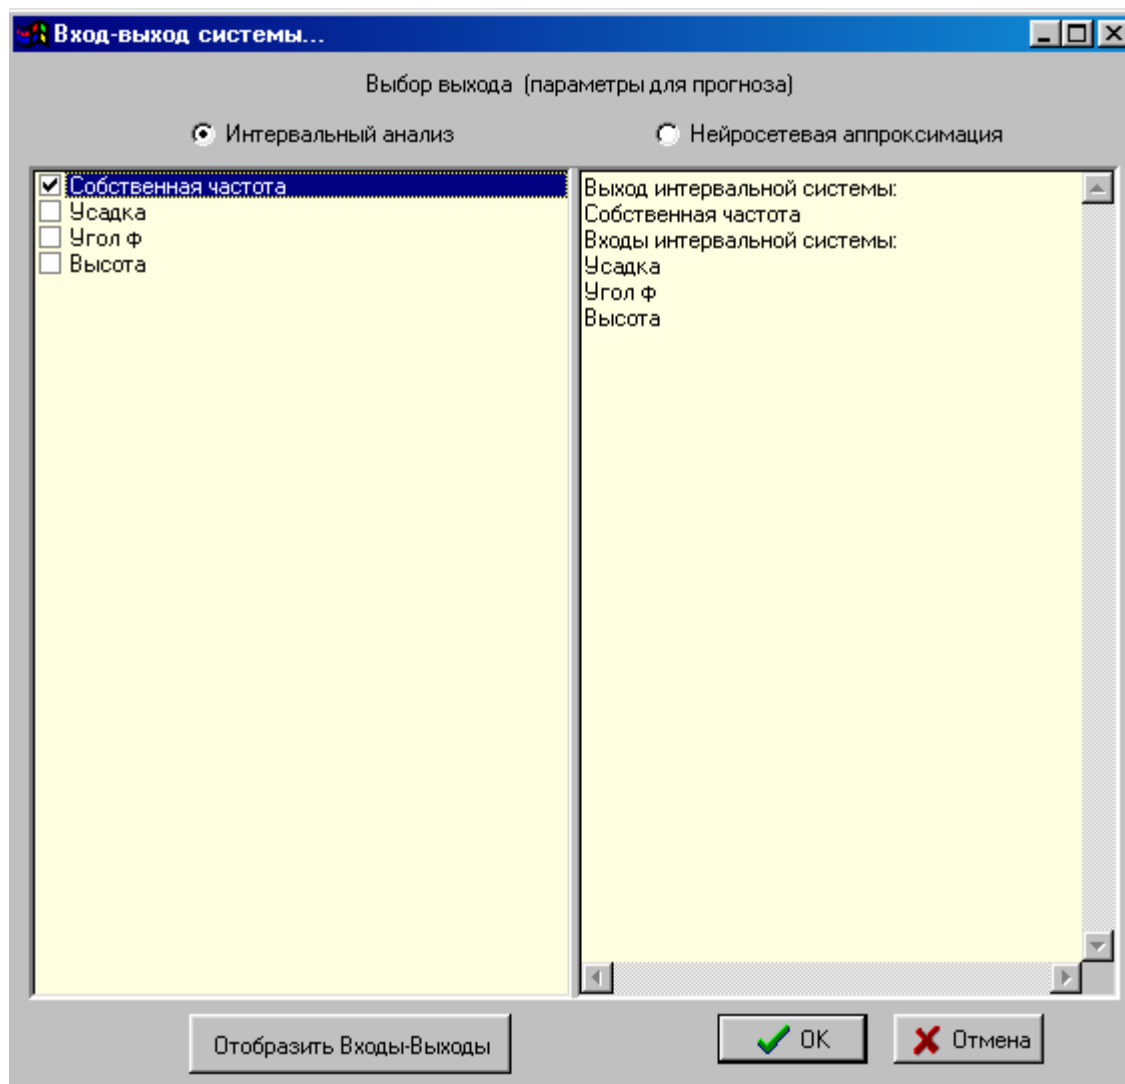 Вход-выход системы...
Выбор выхода (параметры для прогноза)
Интервальный анализ
Нейросетевая аппроксимация
Собственная частота
Усадка
Угол ф
Высота
Выход интервальной системы:
Собственная частота
Входы интервальной системы:
Усадка
Угол ф
Высота
Отобразить Входы-Выходы
OK
Отмена